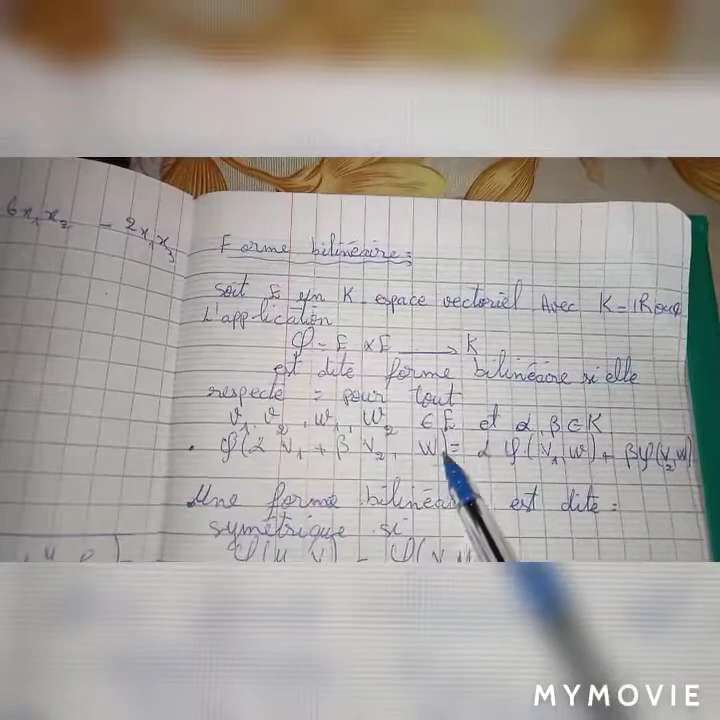 6x₁x₂ - 2x₁x₃
Forme bilinéaire:
soit E un K espace vectoriel Avec K = IR ou
L'application
φ = E × E → K
est dite forme bilinéaire si elle
respecte = pour tout
v₁, v₂, w₁, w₂ ∈ E et α, β ∈ K
. φ(α v₁ + β v₂, w) = α φ(v₁, w) + β φ(v₂, w)
Une forme bilinéaire est dite =
symétrique si
φ(u, v) = φ(v, u
MYMOVIE